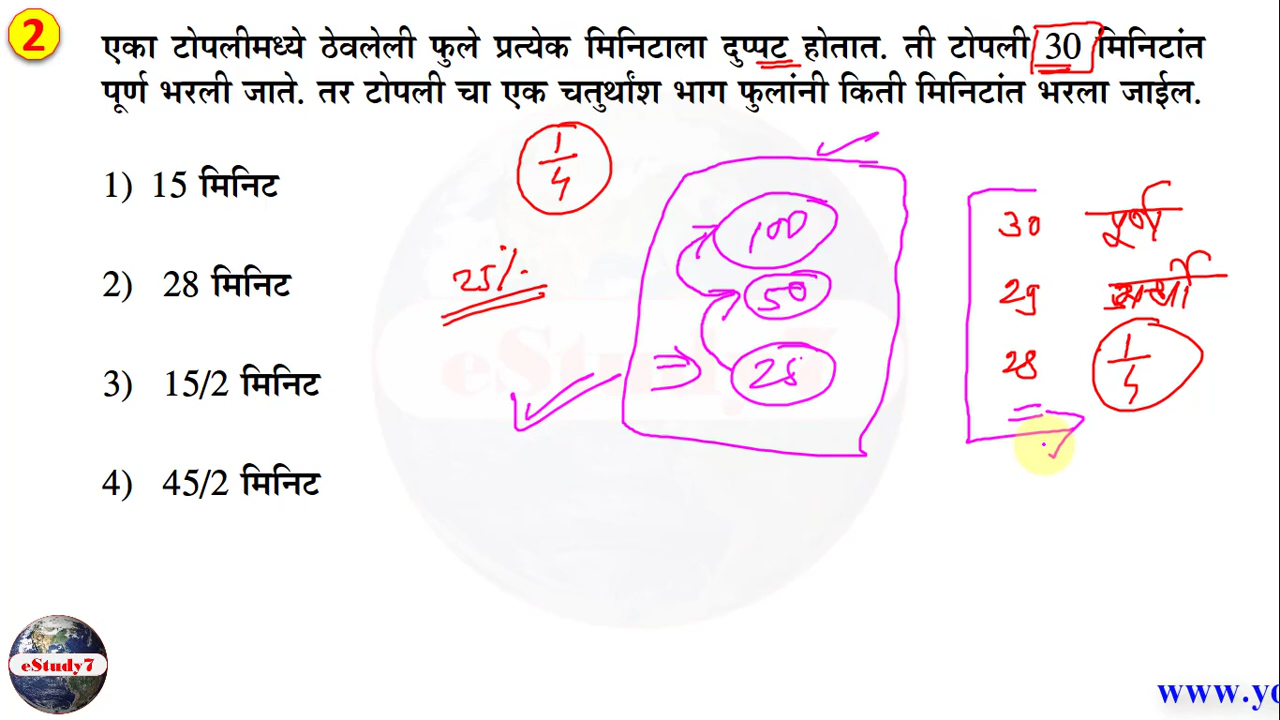 2
एका टोपलीमध्ये ठेवलेली फुले प्रत्येक मिनिटाला दुप्पट होतात. ती टोपली 30 मिनिटांत
पूर्ण भरली जाते. तर टोपली चा एक चतुर्थांश भाग फुलांनी किती मिनिटांत भरला जाईल.
1) 15 मिनिट
1/4
100
30 पूर्ण
2) 28 मिनिट
25%
50
29 अर्धी
3) 15/2 मिनिट
⇒ 25
28 1/4
=
4) 45/2 मिनिट
eStudy7
eStudy7
www.yo